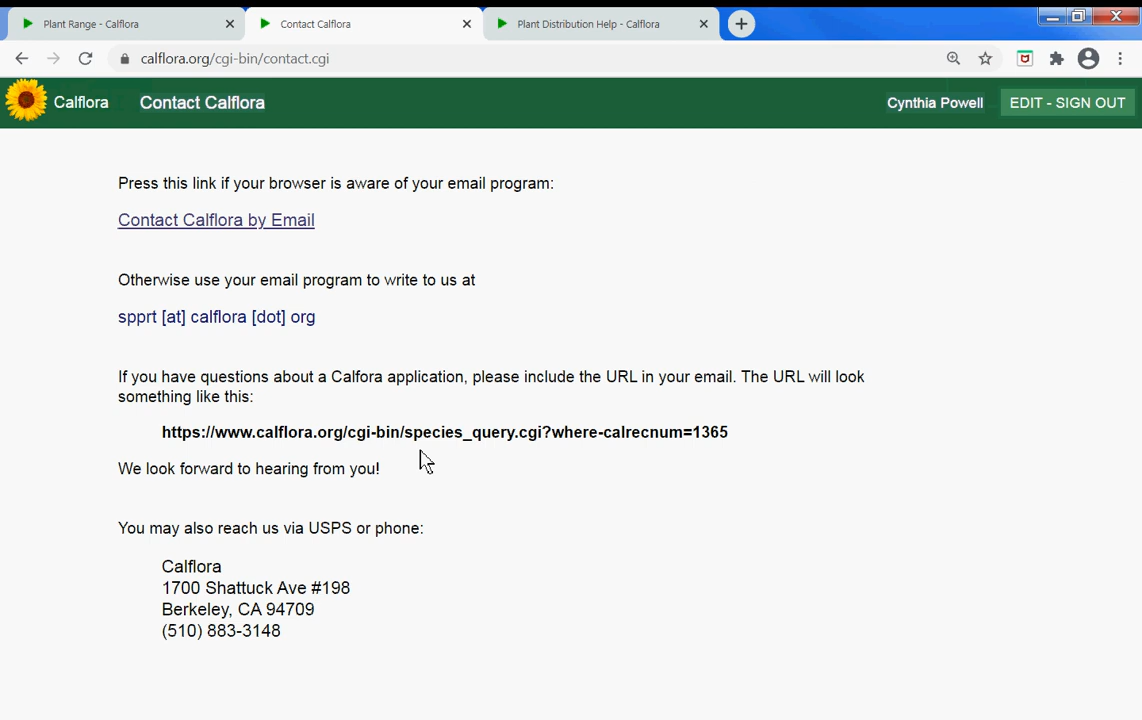 Plant Range - Calflora
Contact Calflora
Plant Distribution Help - Calflora
calflora.org/cgi-bin/contact.cgi
Calflora
Contact Calflora
Cynthia Powell
EDIT - SIGN OUT
Press this link if your browser is aware of your email program:
Contact Calflora by Email
Otherwise use your email program to write to us at
spprt [at] calflora [dot] org
If you have questions about a Calfora application, please include the URL in your email. The URL will look
something like this:
https://www.calflora.org/cgi-bin/species_query.cgi?where-calrecnum=1365
We look forward to hearing from you!
You may also reach us via USPS or phone:
Calflora
1700 Shattuck Ave #198
Berkeley, CA 94709
(510) 883-3148